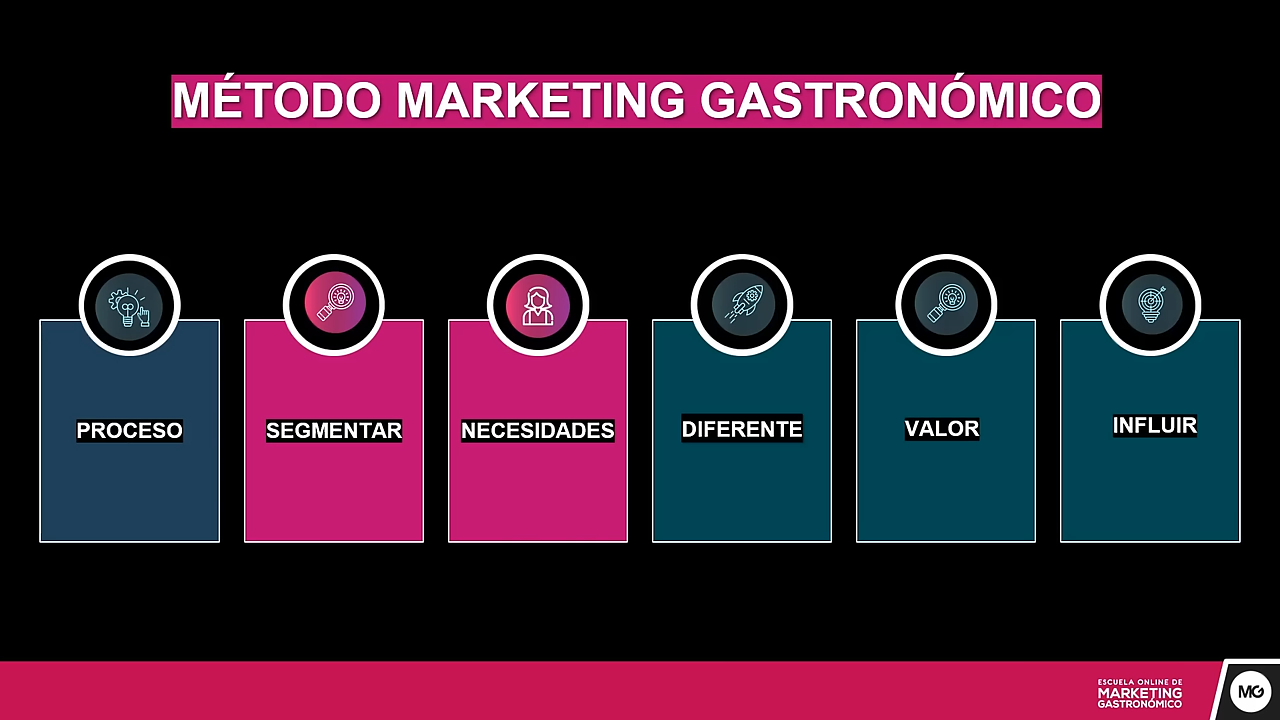 MÉTODO MARKETING GASTRONÓMICO
PROCESO
SEGMENTAR
NECESIDADES
DIFERENTE
VALOR
INFLUIR
ESCUELA ONLINE DE
MARKETING
GASTRONÓMICO
MG